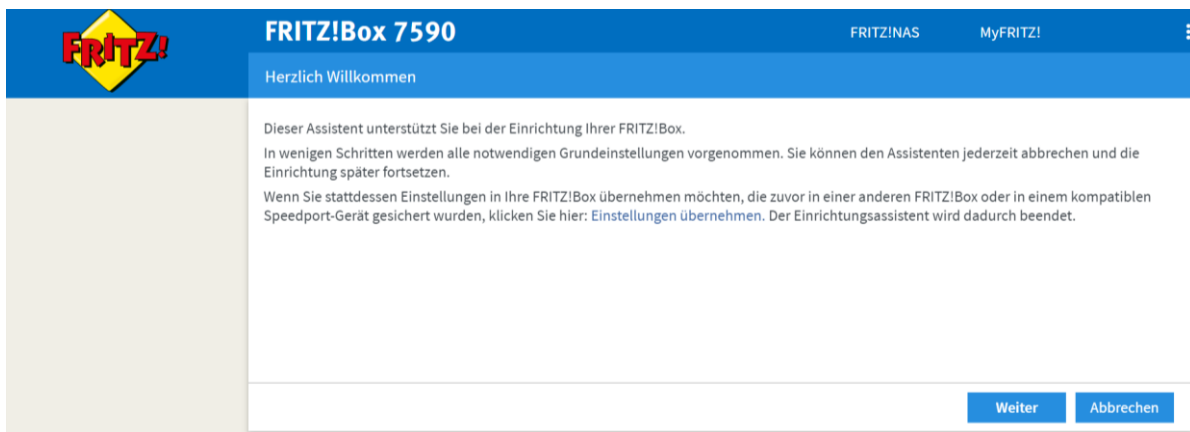 FRITZ!
FRITZ!Box 7590
FRITZ!NAS
MyFRITZ!
Herzlich Willkommen
Dieser Assistent unterstützt Sie bei der Einrichtung Ihrer FRITZ!Box.
In wenigen Schritten werden alle notwendigen Grundeinstellungen vorgenommen. Sie können den Assistenten jederzeit abbrechen und die
Einrichtung später fortsetzen.
Wenn Sie stattdessen Einstellungen in Ihre FRITZ!Box übernehmen möchten, die zuvor in einer anderen FRITZ!Box oder in einem kompatiblen
Speedport-Gerät gesichert wurden, klicken Sie hier: Einstellungen übernehmen. Der Einrichtungsassistent wird dadurch beendet.
Weiter
Abbrechen